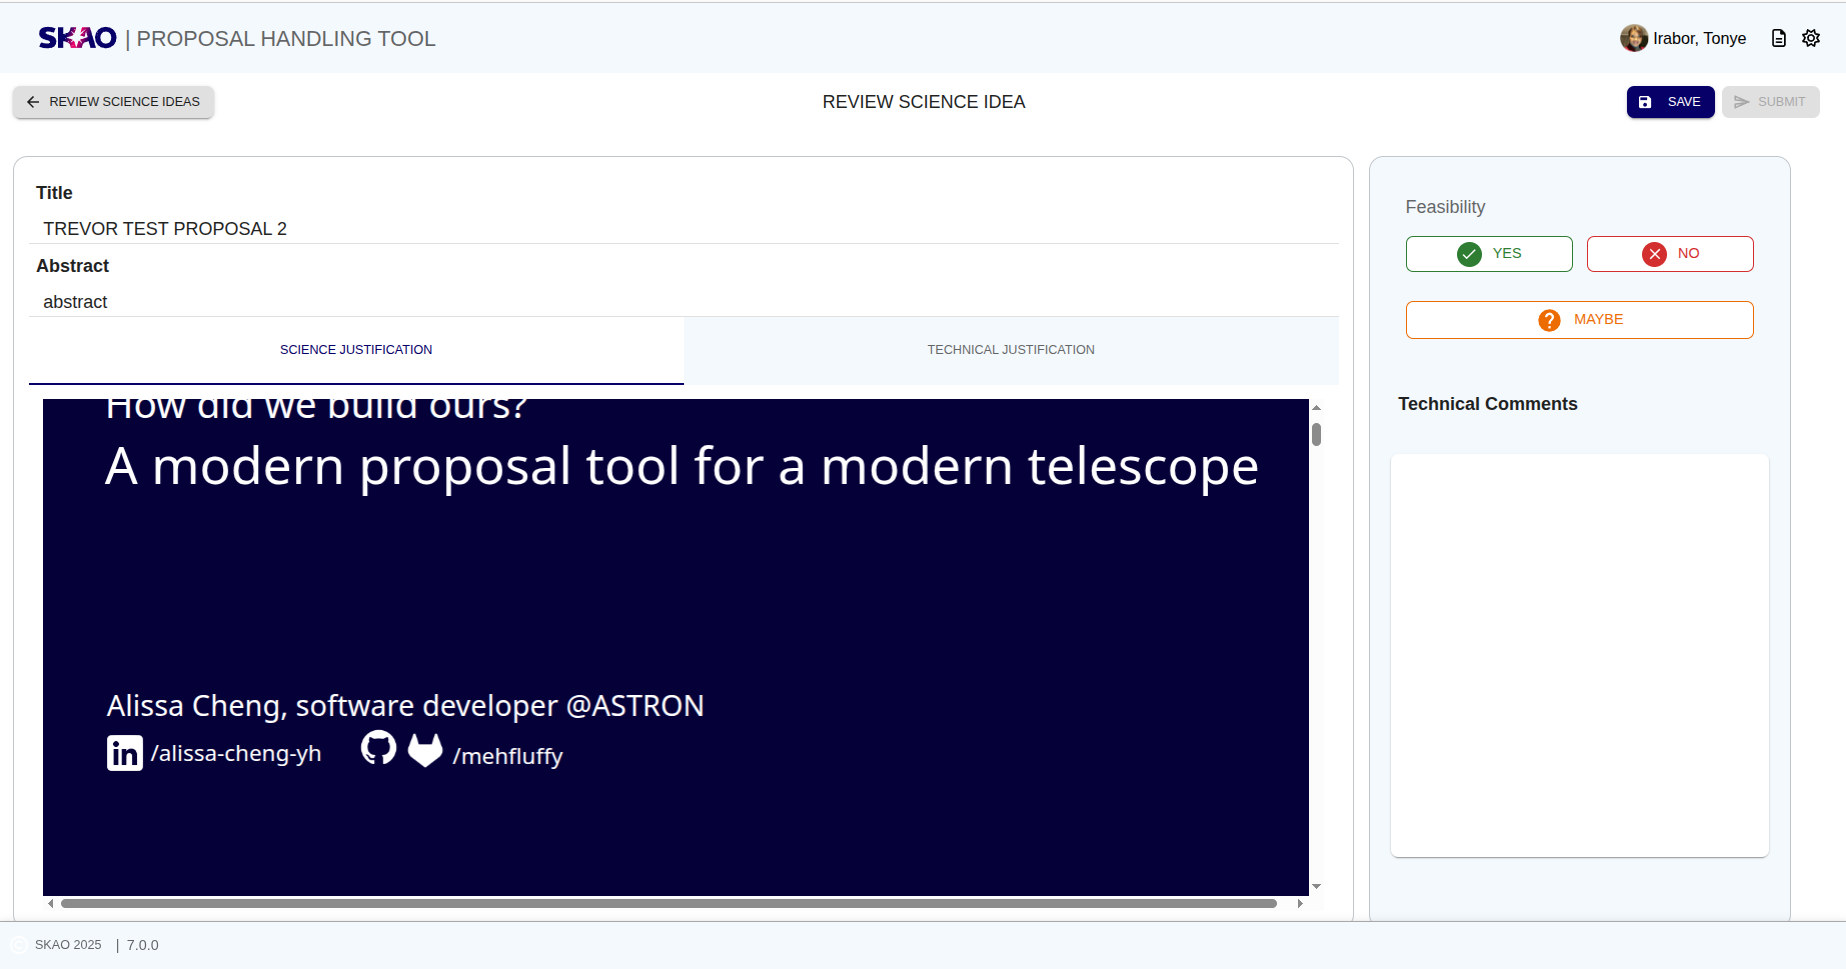 SKAO | PROPOSAL HANDLING TOOL
Irabor, Tonye
REVIEW SCIENCE IDEAS
REVIEW SCIENCE IDEA
SAVE
SUBMIT
Title
TREVOR TEST PROPOSAL 2
Abstract
abstract
SCIENCE JUSTIFICATION
TECHNICAL JUSTIFICATION
How did we build ours?
A modern proposal tool for a modern telescope
Alissa Cheng, software developer @ASTRON
in /alissa-cheng-yh
/mehfluffy
Feasibility
YES
NO
? MAYBE
Technical Comments
© SKAO 2025 | 7.0.0